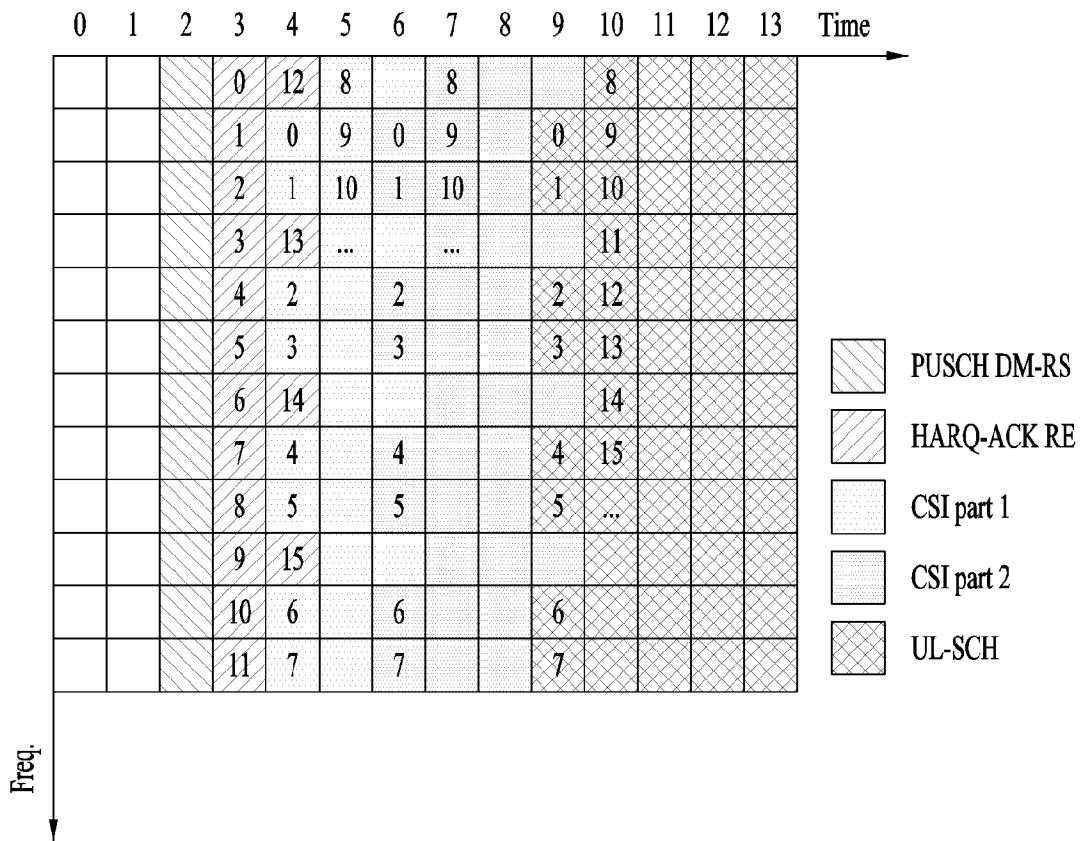 0 1 2 3 4 5 6 7 8 9 10 11 12 13 Time
0 12 8 8 8
1 0 9 0 9 0 9
2 1 10 1 10 1 10
3 13 ... ... 11
4 2 2 2 12
5 3 3 3 13
6 14 14
7 4 4 4 15
8 5 5 5 ...
9 15
10 6 6 6
11 7 7 7
PUSCH DM-RS
HARQ-ACK RE
CSI part 1
CSI part 2
UL-SCH
Freq.